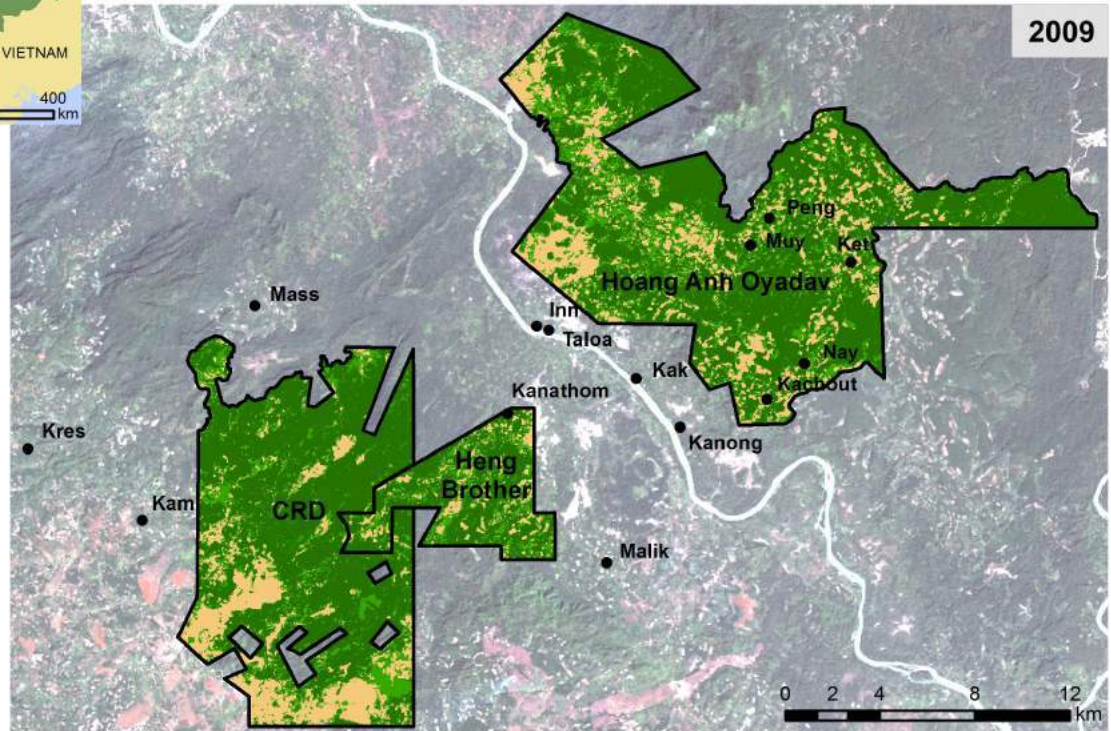 2009
VIETNAM
400
km
Peng
Muy
Ket
Hoang Anh Oyadav
Mass
Inn
Taloa
Nay
Kak
Kanathom
Kachout
Kres
Kanong
Heng
Brother
Kam
CRD
Malik
0 2 4 8 12
km